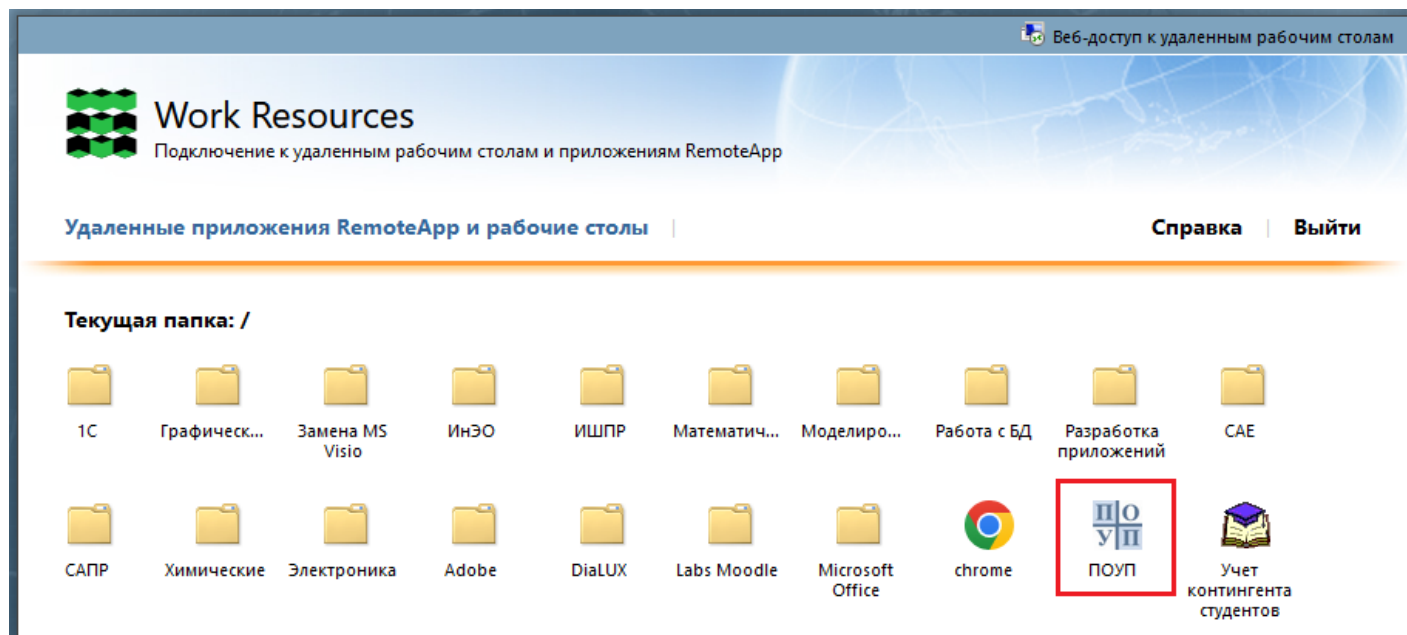 Веб-доступ к удаленным рабочим столам
Work Resources
Подключение к удаленным рабочим столам и приложениям RemoteApp
Удаленные приложения RemoteApp и рабочие столы
Справка
Выйти
Текущая папка: /
1С
Графическ...
Замена MS
Visio
ИнЭО
ИШПР
Математич...
Моделиро...
Работа с БД
Разработка
приложений
CAE
САПР
Химические
Электроника
Adobe
DiaLUX
Labs Moodle
Microsoft
Office
chrome
П О
У П
ПОУП
Учет
контингента
студентов